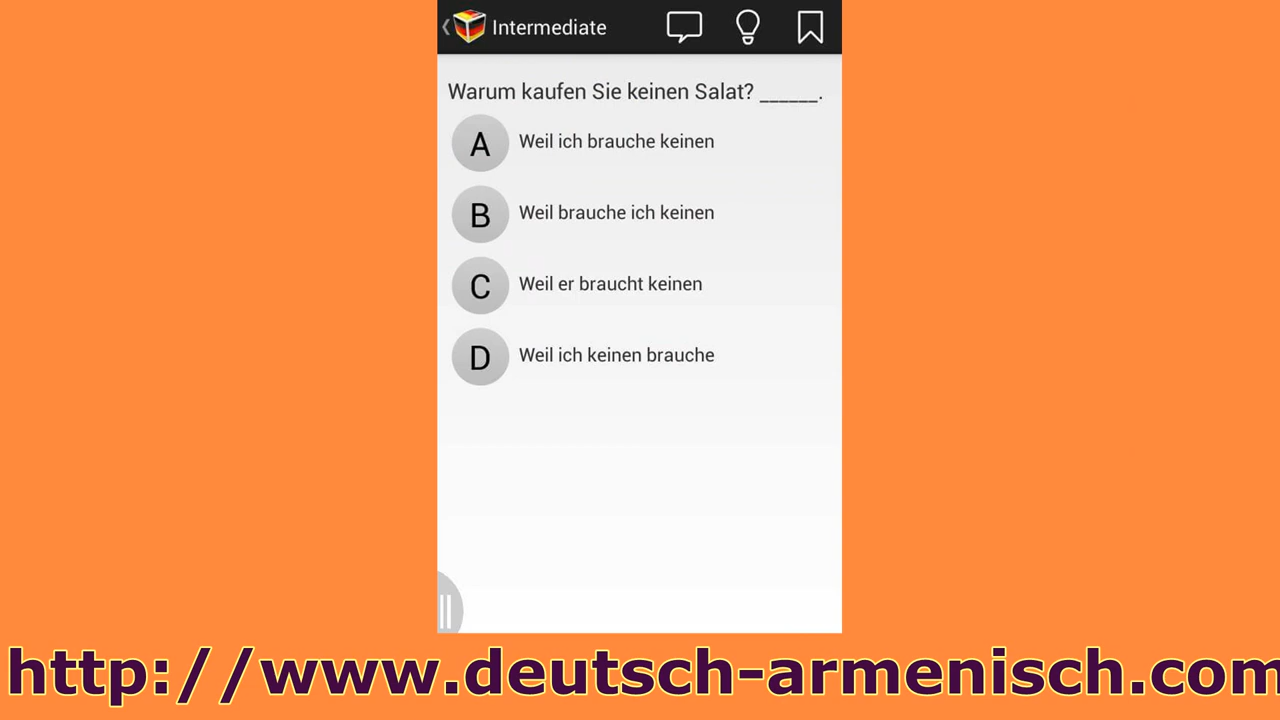 Intermediate
Warum kaufen Sie keinen Salat? ______.
A Weil ich brauche keinen
B Weil brauche ich keinen
C Weil er braucht keinen
D Weil ich keinen brauche
http://www.deutsch-armenisch.com